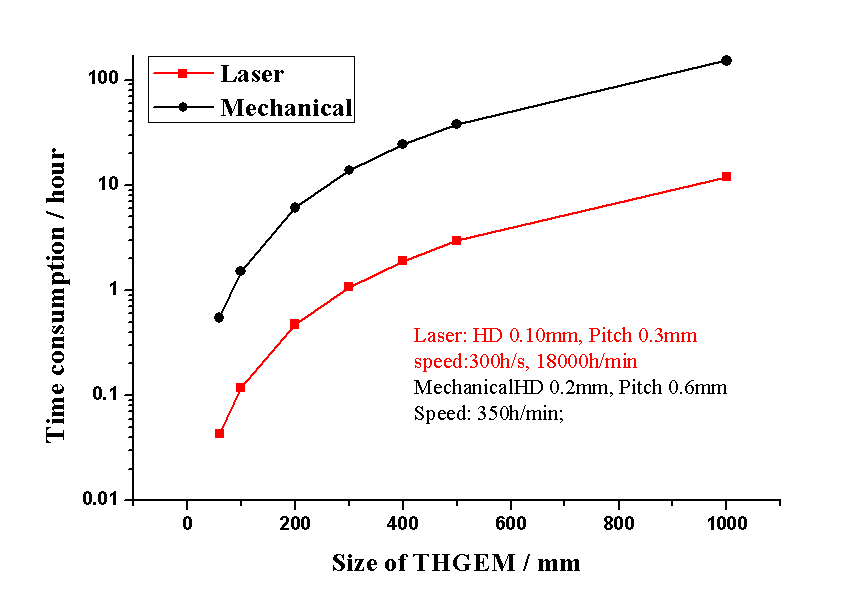 Laser
Mechanical
100
10
1
0.1
0.01
Time consumption / hour
Laser: HD 0.10mm, Pitch 0.3mm
speed:300h/s, 18000h/min
MechanicalHD 0.2mm, Pitch 0.6mm
Speed: 350h/min;
0 200 400 600 800 1000
Size of THGEM / mm